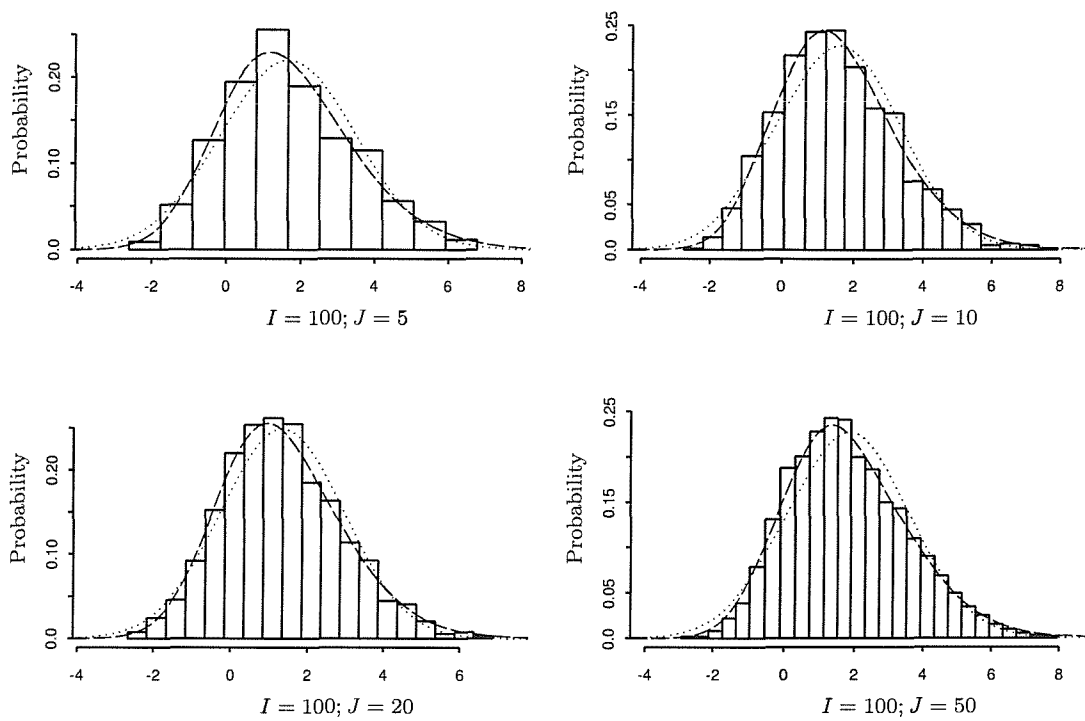 Probability
0.20
0.10
0.0
-4 -2 0 2 4 6 8
I = 100; J = 5
Probability
0.25
0.15
0.05
0.0
-4 -2 0 2 4 6 8
I = 100; J = 10
Probability
0.20
0.10
0.0
-4 -2 0 2 4 6
I = 100; J = 20
Probability
0.25
0.15
0.05
0.0
-4 -2 0 2 4 6 8
I = 100; J = 50